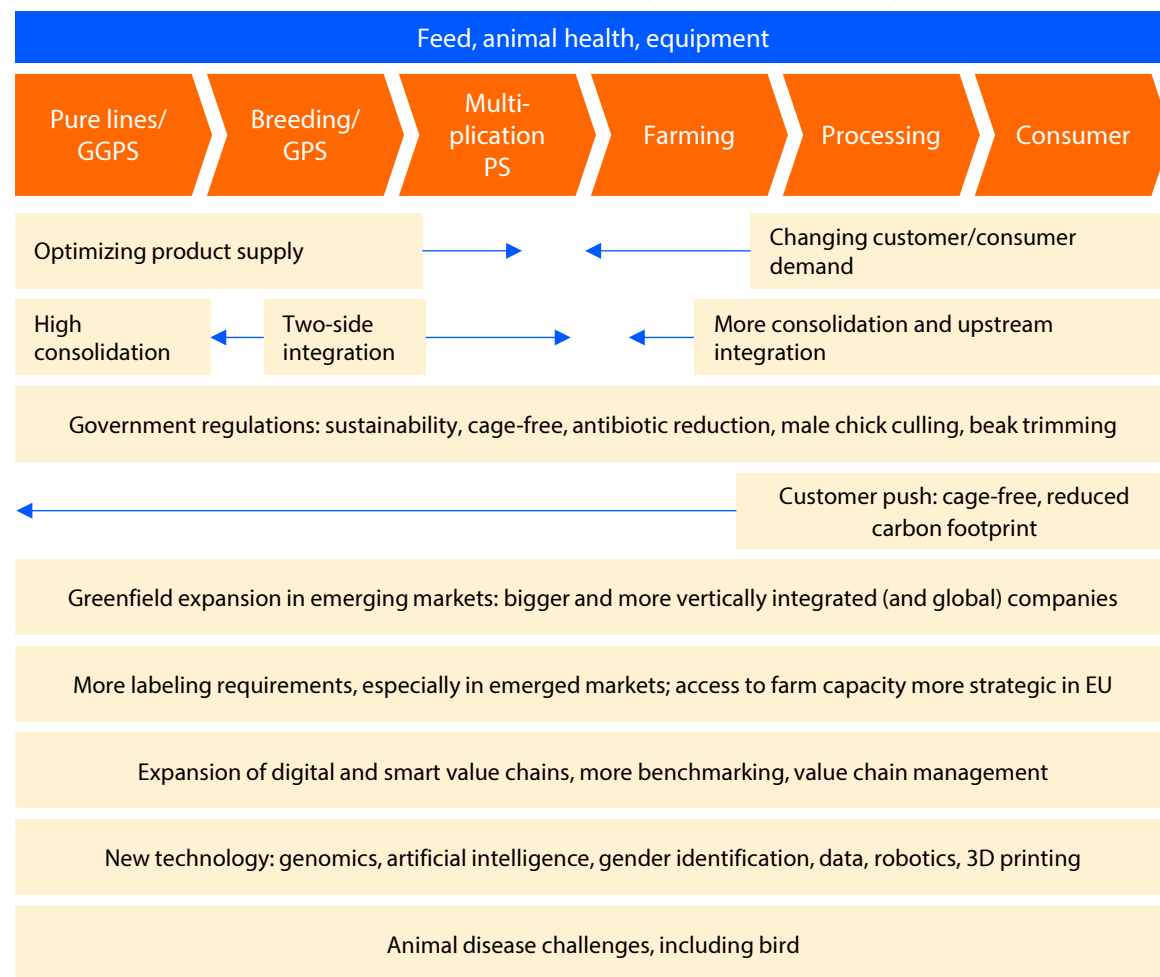 Feed, animal health, equipment
Pure lines/
GGPS
Breeding/
GPS
Multi-
plication
PS
Farming
Processing
Consumer
Optimizing product supply
Changing customer/consumer
demand
High
consolidation
Two-side
integration
More consolidation and upstream
integration
Government regulations: sustainability, cage-free, antibiotic reduction, male chick culling, beak trimming
Customer push: cage-free, reduced
carbon footprint
Greenfield expansion in emerging markets: bigger and more vertically integrated (and global) companies
More labeling requirements, especially in emerged markets; access to farm capacity more strategic in EU
Expansion of digital and smart value chains, more benchmarking, value chain management
New technology: genomics, artificial intelligence, gender identification, data, robotics, 3D printing
Animal disease challenges, including bird